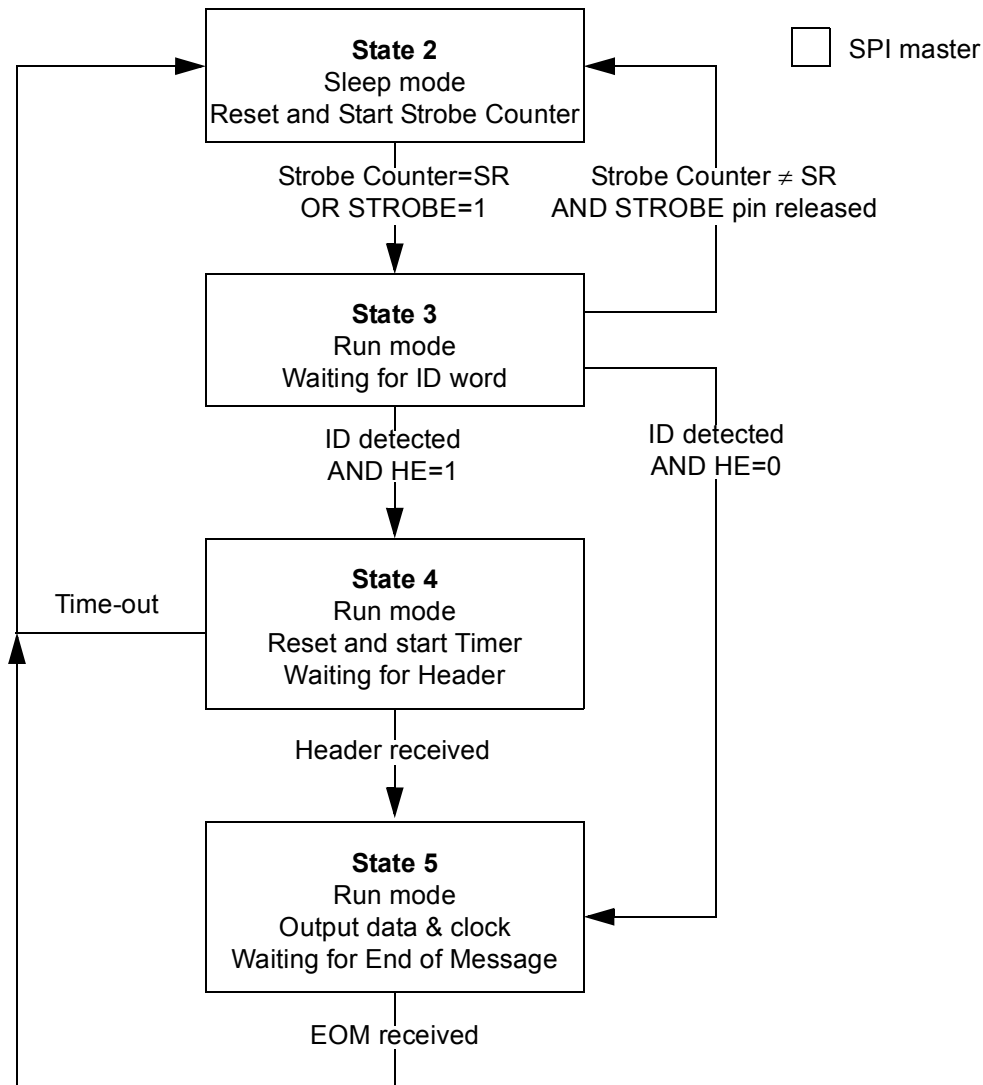 State 2
Sleep mode
Reset and Start Strobe Counter
SPI master
Strobe Counter=SR
OR STROBE=1
Strobe Counter ≠ SR
AND STROBE pin released
State 3
Run mode
Waiting for ID word
ID detected
AND HE=1
ID detected
AND HE=0
State 4
Run mode
Reset and start Timer
Waiting for Header
Time-out
Header received
State 5
Run mode
Output data & clock
Waiting for End of Message
EOM received